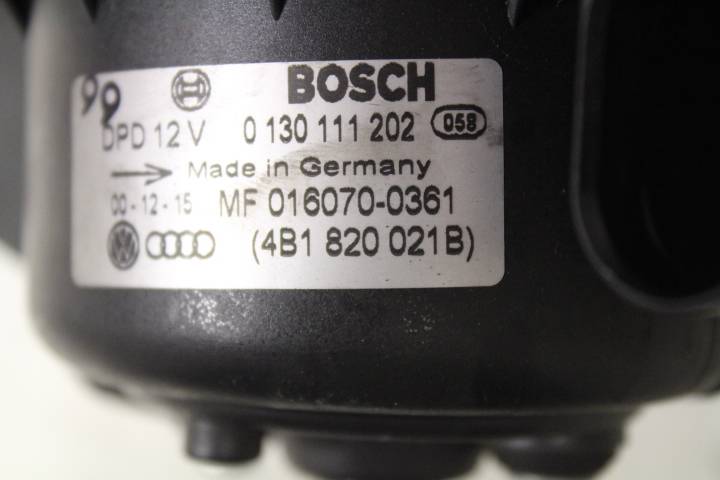 99
BOSCH
DPD 12 V 0 130 111 202 058
Made in Germany
00-12-15 MF 016070-0361
(4B1 820 021B)